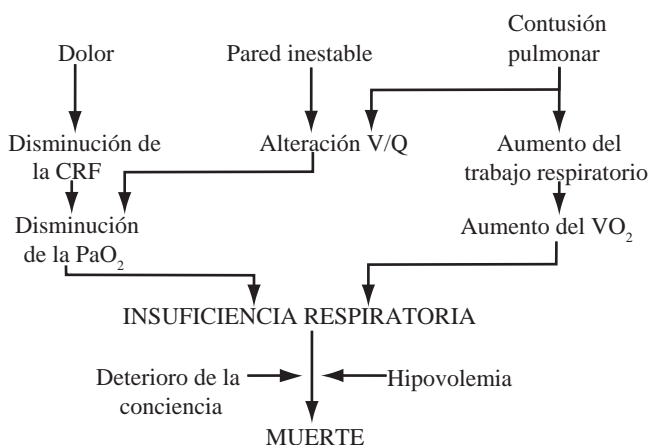 Dolor
Pared inestable
Contusión
pulmonar
Disminución de
la CRF
Alteración V/Q
Aumento del
trabajo respiratorio
Disminución
de la PaO₂
Aumento del VO₂
INSUFICIENCIA RESPIRATORIA
Deterioro de la
conciencia
Hipovolemia
MUERTE